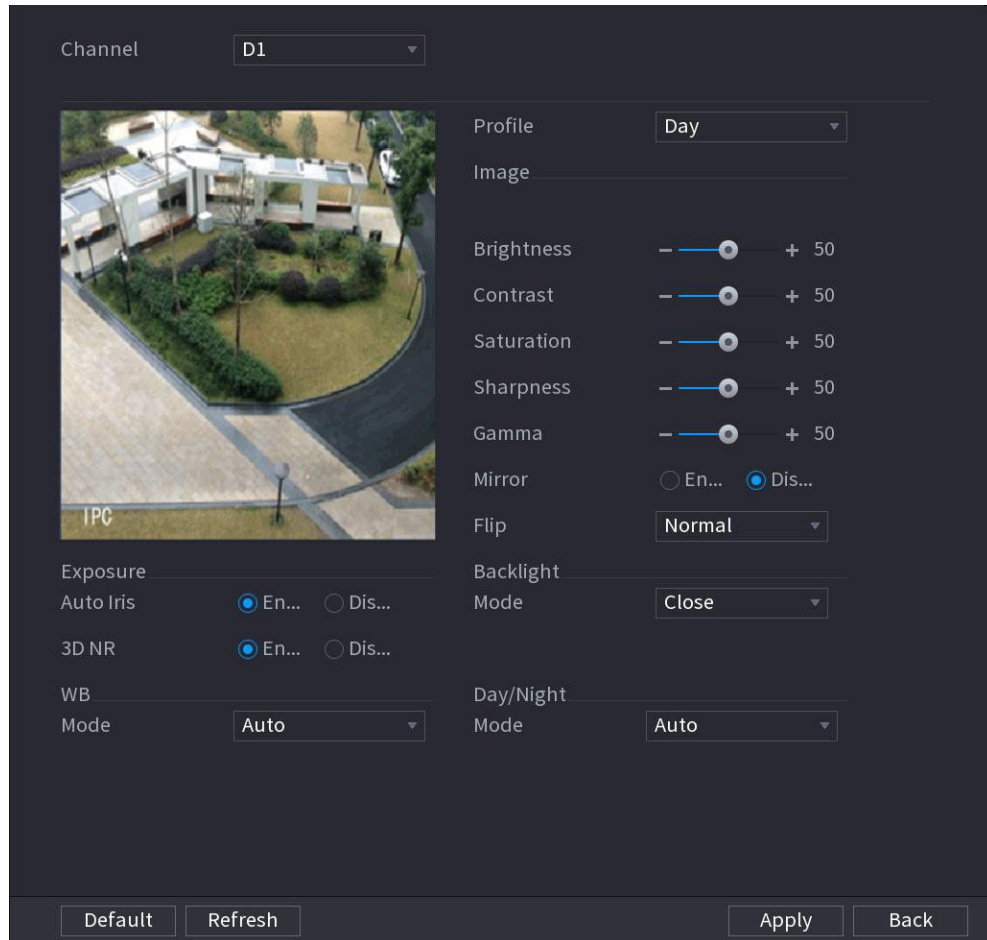 Channel D1
Profile Day
Image
Brightness 50
Contrast 50
Saturation 50
Sharpness 50
Gamma 50
Mirror En... Dis...
Flip Normal
IPC
Exposure
Auto Iris En... Dis...
3D NR En... Dis...
Backlight
Mode Close
WB
Mode Auto
Day/Night
Mode Auto
Default Refresh Apply Back